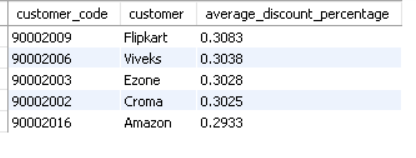 customer_code customer average_discount_percentage
90002009 Flipkart 0.3083
90002006 Viveks 0.3038
90002003 Ezone 0.3028
90002002 Croma 0.3025
90002016 Amazon 0.2933